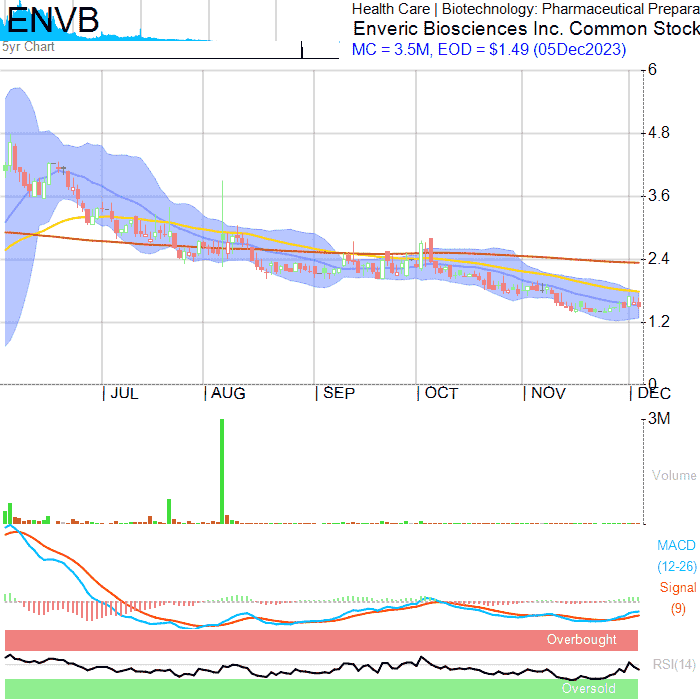 ENVB
Health Care | Biotechnology: Pharmaceutical Prepara
Enveric Biosciences Inc. Common Stock
5yr Chart
MC = 3.5M, EOD = $1.49 (05Dec2023)
6
4.8
3.6
2.4
1.2
0
| JUL | AUG | SEP | OCT | NOV | DEC
3M
Volume
MACD
(12-26)
Signal
(9)
Overbought
RSI(14)
Oversold